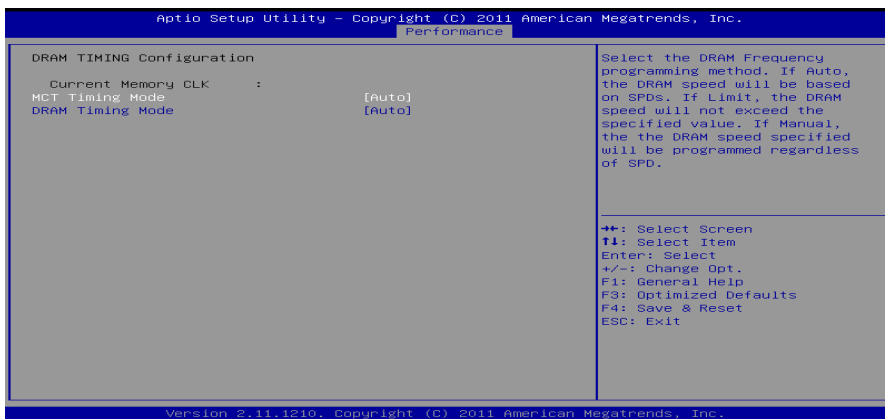 Aptio Setup Utility – Copyright (C) 2011 American Megatrends, Inc.
Performance
DRAM TIMING Configuration
Current Memory CLK :
MCT Timing Mode [Auto]
DRAM Timing Mode [Auto]
Select the DRAM Frequency
programming method. If Auto,
the DRAM speed will be based
on SPDs. If Limit, the DRAM
speed will not exceed the
specified value. If Manual,
the the DRAM speed specified
will be programmed regardless
of SPD.
→←: Select Screen
↑↓: Select Item
Enter: Select
+/-: Change Opt.
F1: General Help
F3: Optimized Defaults
F4: Save & Reset
ESC: Exit
Version 2.11.1210. Copyright (C) 2011 American Megatrends, Inc.